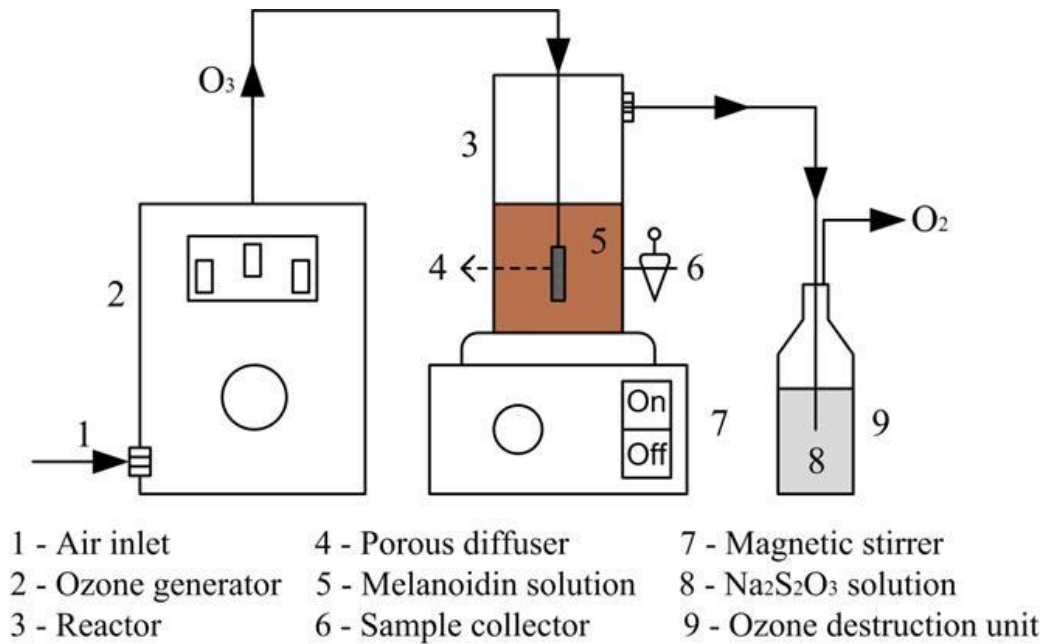 O₃
3
5
4
6
2
O₂
1
On
Off
7
8
9
1 - Air inlet
4 - Porous diffuser
7 - Magnetic stirrer
2 - Ozone generator
5 - Melanoidin solution
8 - Na₂S₂O₃ solution
3 - Reactor
6 - Sample collector
9 - Ozone destruction unit